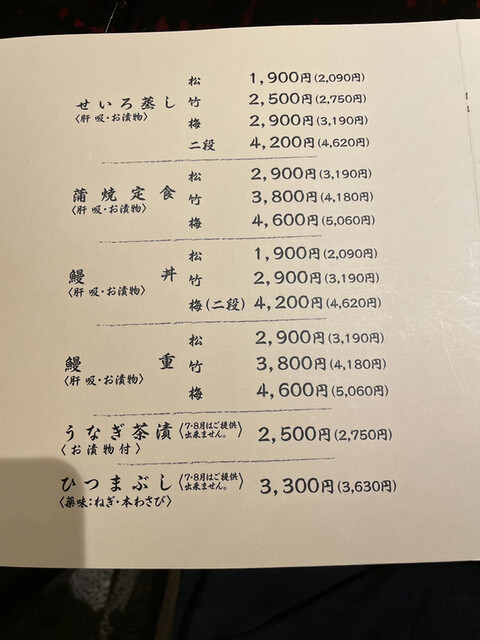 せいろ蒸し 松 1,900円(2,090円)
〈肝吸・お漬物〉 竹 2,500円(2,750円)
梅 2,900円(3,190円)
二段 4,200円(4,620円)
蒲焼定食 松 2,900円(3,190円)
〈肝吸・お漬物〉 竹 3,800円(4,180円)
梅 4,600円(5,060円)
鰻丼 松 1,900円(2,090円)
〈肝吸・お漬物〉 竹 2,900円(3,190円)
梅(二段) 4,200円(4,620円)
鰻重 松 2,900円(3,190円)
〈肝吸・お漬物〉 竹 3,800円(4,180円)
梅 4,600円(5,060円)
うなぎ茶漬 〈7・8月はご提供出来ません。〉 2,500円(2,750円)
〈お漬物付〉
ひつまぶし 〈7・8月はご提供出来ません。〉 3,300円(3,630円)
〈薬味:ねぎ・本わさび〉